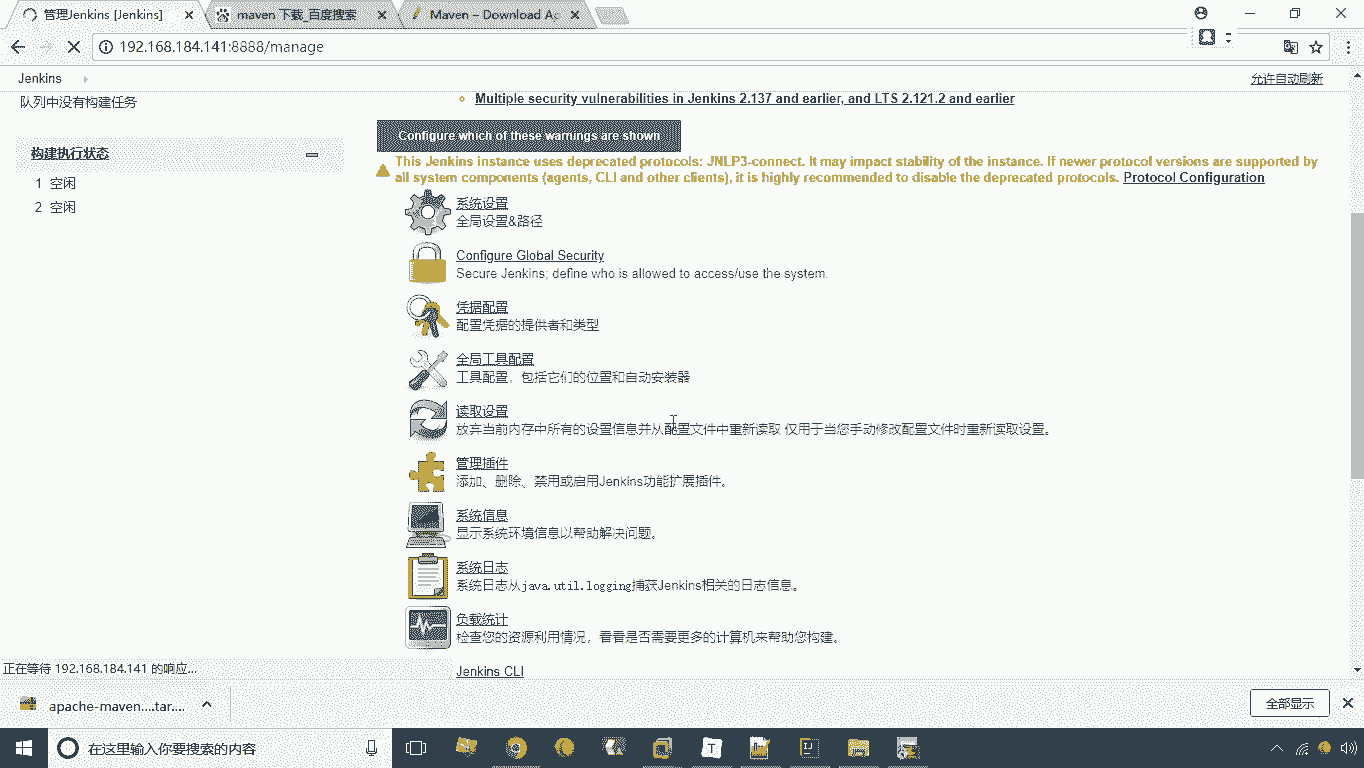 管理Jenkins [Jenkins]
maven 下载_百度搜索
Maven – Download Ap
192.168.184.141:8888/manage
Jenkins
允许自动刷新
队列中没有构建任务
Multiple security vulnerabilities in Jenkins 2.137 and earlier, and LTS 2.121.2 and earlier
Configure which of these warnings are shown
构建执行状态
This Jenkins instance uses deprecated protocols: JNLP3-connect. It may impact stability of the instance. If newer protocol versions are supported by
all system components (agents, CLI and other clients), it is highly recommended to disable the deprecated protocols. Protocol Configuration
1 空闲
2 空闲
系统设置
全局设置&路径
Configure Global Security
Secure Jenkins; define who is allowed to access/use the system.
凭据配置
配置凭据的提供者和类型
全局工具配置
工具配置，包括它们的位置和自动安装器
读取设置
放弃当前内存中所有的设置信息并从配置文件中重新读取 仅用于当您手动修改配置文件时重新读取设置。
管理插件
添加、删除、禁用或启用Jenkins功能扩展插件。
系统信息
显示系统环境信息以帮助解决问题。
系统日志
系统日志从java.util.logging捕获Jenkins相关的日志信息。
负载统计
检查您的资源利用情况，看看是否需要更多的计算机来帮助您构建。
正在等待 192.168.184.141 的响应...
Jenkins CLI
apache-maven....tar....
全部显示
在这里输入你要搜索的内容